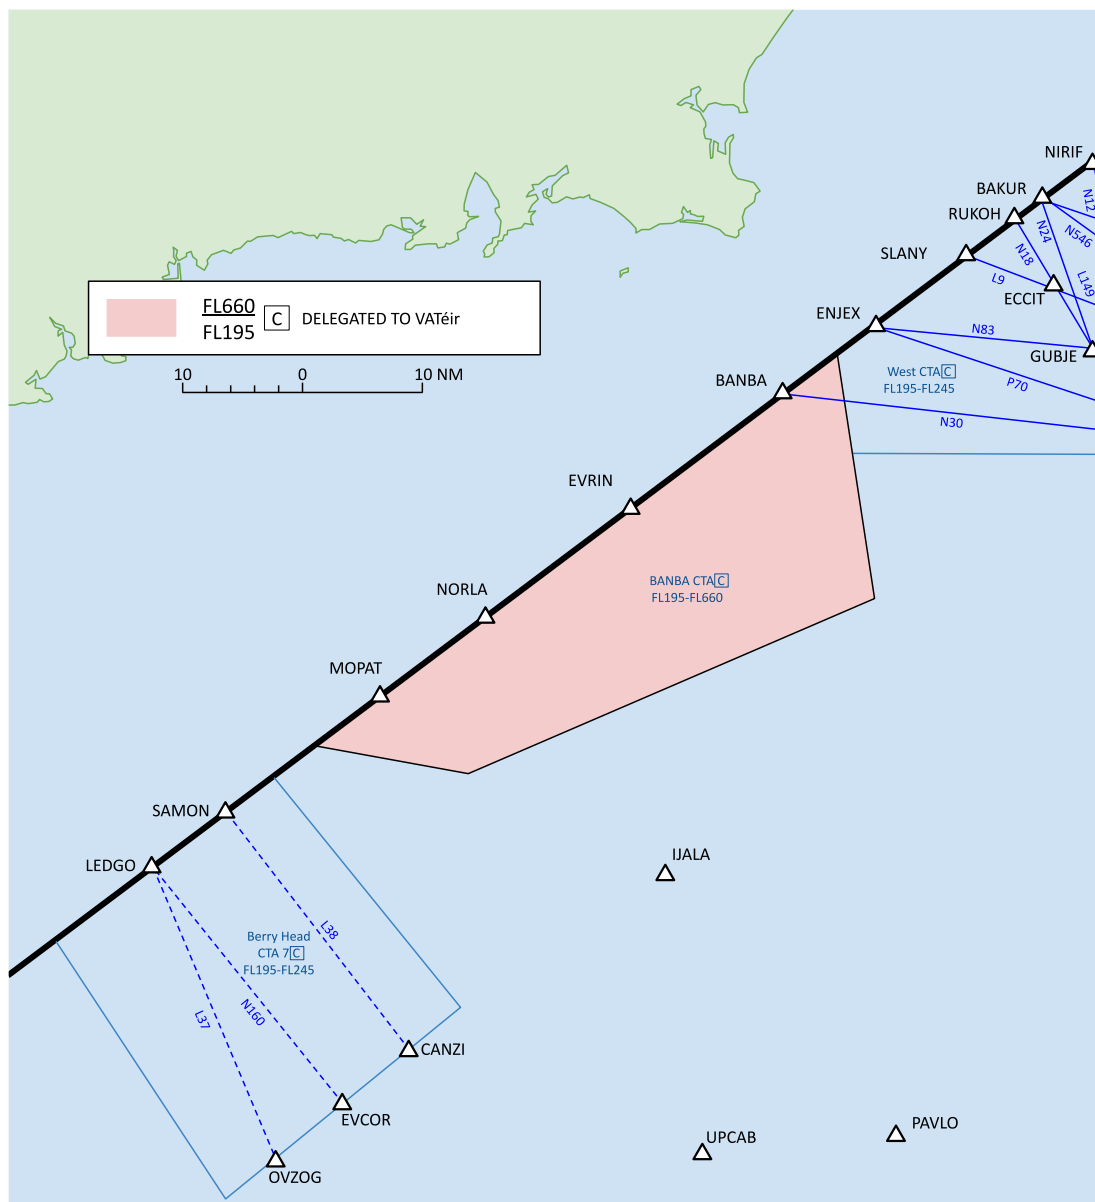 NIRIF
BAKUR
N12
RUKOH
N24
N546
SLANY
N18
L9
L149
ECCIT
FL660
FL195
C
DELEGATED TO VATéir
ENJEX
N83
GUBJE
10
0
10 NM
BANBA
West CTA C
FL195-FL245
P70
N30
EVRIN
BANBA CTA C
FL195-FL660
NORLA
MOPAT
SAMON
LEDGO
IJALA
L38
Berry Head
CTA 7 C
FL195-FL245
L37
N160
CANZI
EVCOR
OVZOG
UPCAB
PAVLO